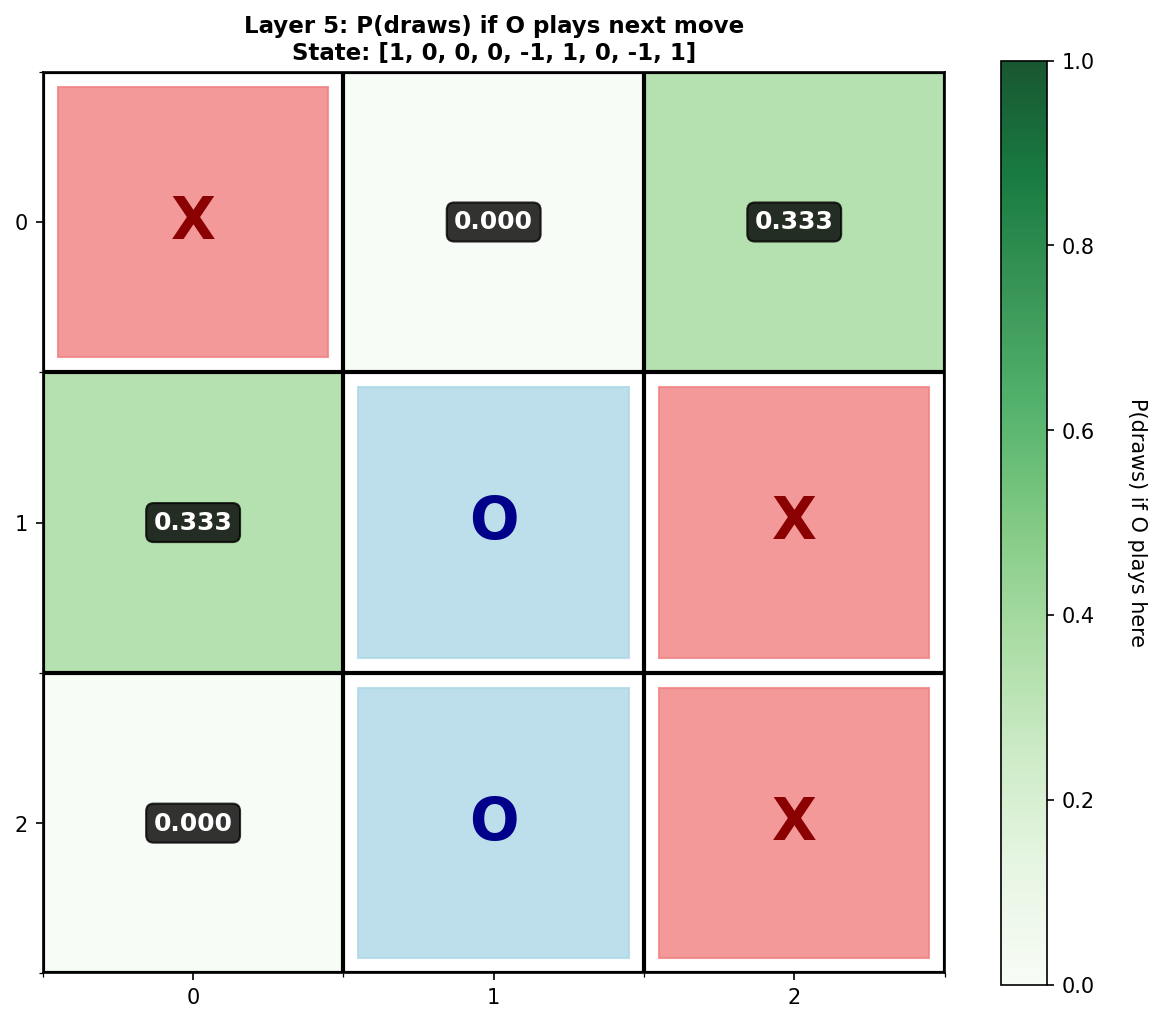 Layer 5: P(draws) if O plays next move
State: [1, 0, 0, 0, -1, 1, 0, -1, 1]
X
0.000
0.333
0.333
O
X
0.000
O
X
0
1
2
0
1
2
1.0
0.8
0.6
0.4
0.2
0.0
P(draws) if O plays here